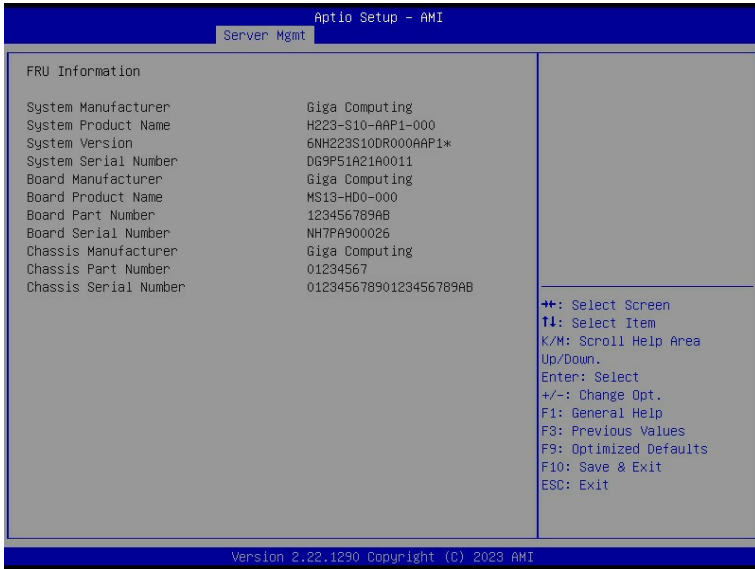 Aptio Setup - AMI
Server Mgmt
FRU Information
System Manufacturer Giga Computing
System Product Name H223-S10-AAP1-000
System Version 6NH223S10DR000AAP1*
System Serial Number DG9P51A21A0011
Board Manufacturer Giga Computing
Board Product Name MS13-HD0-000
Board Part Number 123456789AB
Board Serial Number NH7PA900026
Chassis Manufacturer Giga Computing
Chassis Part Number 01234567
Chassis Serial Number 01234567890123456789AB
→←: Select Screen
↑↓: Select Item
K/M: Scroll Help Area
Up/Down.
Enter: Select
+/-: Change Opt.
F1: General Help
F3: Previous Values
F9: Optimized Defaults
F10: Save & Exit
ESC: Exit
Version 2.22.1290 Copyright (C) 2023 AMI